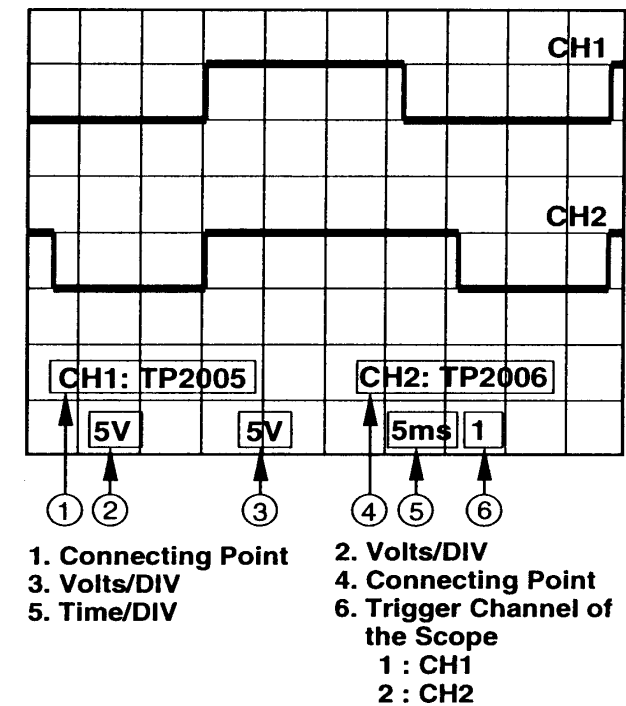 CH1
CH2
CH1: TP2005 CH2: TP2006
5V 5V 5ms 1
1 2 3 4 5 6
1. Connecting Point 2. Volts/DIV
3. Volts/DIV 4. Connecting Point
5. Time/DIV 6. Trigger Channel of
the Scope
1 : CH1
2 : CH2